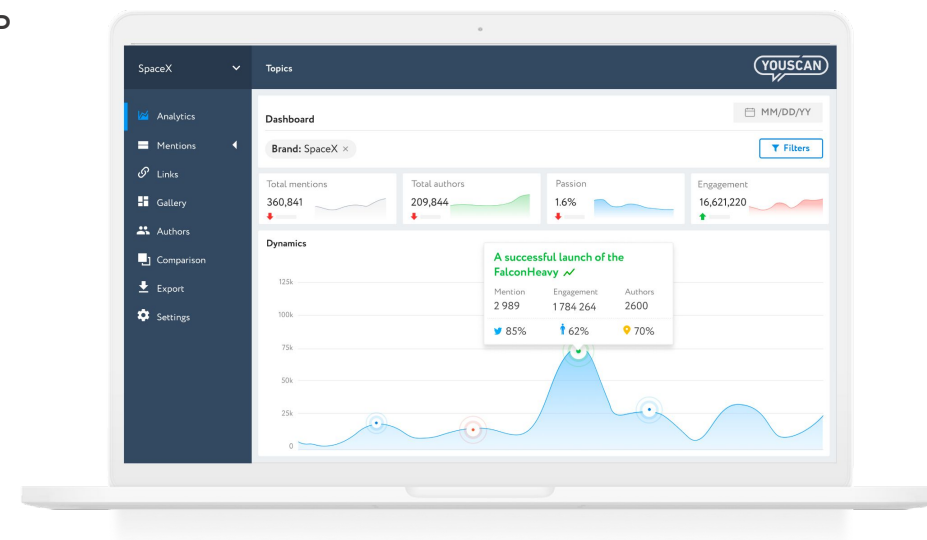 SpaceX
Topics
YOUSCAN
Analytics
Mentions
Links
Gallery
Authors
Comparison
Export
Settings
Dashboard
MM/DD/YY
Brand: SpaceX ×
Filters
Total mentions
360,841
Total authors
209,844
Passion
1.6%
Engagement
16,621,220
Dynamics
A successful launch of the
FalconHeavy
Mention Engagement Authors
2 989 1 784 264 2600
85% 62% 70%
125k
100k
75k
50k
25k
0